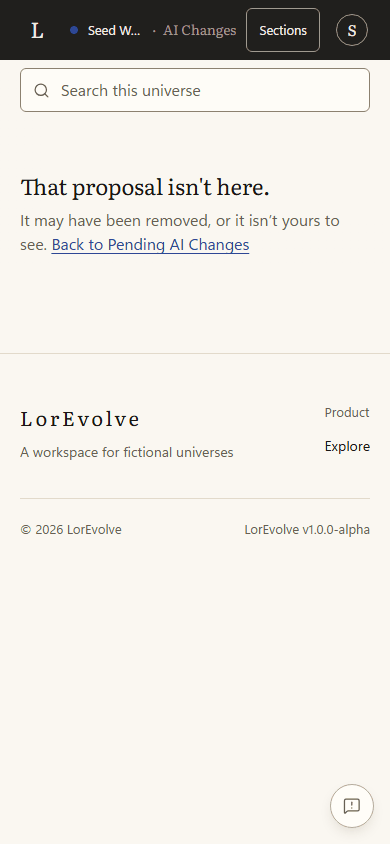 L
Seed W... · AI Changes
Sections
S
Search this universe
That proposal isn't here.
It may have been removed, or it isn’t yours to
see. Back to Pending AI Changes
LorEvolve
A workspace for fictional universes
Product
Explore
© 2026 LorEvolve
LorEvolve v1.0.0-alpha